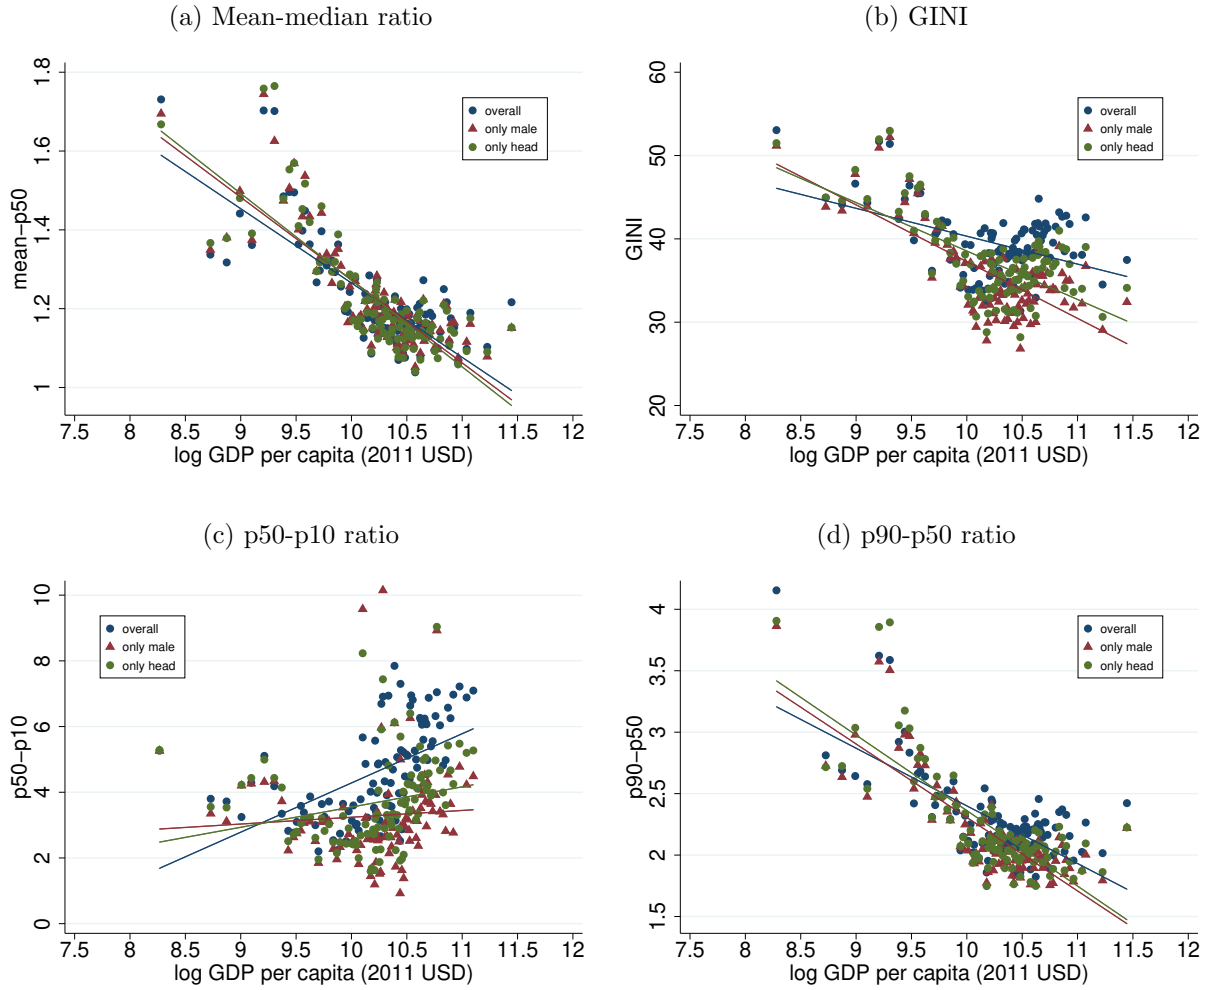 (a) Mean-median ratio
1.8
1.6
1.4
1.2
1
mean−p50
overall
only male
only head
7.5 8 8.5 9 9.5 10 10.5 11 11.5 12
log GDP per capita (2011 USD)
(b) GINI
60
50
40
30
20
GINI
overall
only male
only head
7.5 8 8.5 9 9.5 10 10.5 11 11.5 12
log GDP per capita (2011 USD)
(c) p50-p10 ratio
10
8
6
4
2
0
p50−p10
overall
only male
only head
7.5 8 8.5 9 9.5 10 10.5 11 11.5 12
log GDP per capita (2011 USD)
(d) p90-p50 ratio
4
3.5
3
2.5
2
1.5
p90−p50
overall
only male
only head
7.5 8 8.5 9 9.5 10 10.5 11 11.5 12
log GDP per capita (2011 USD)